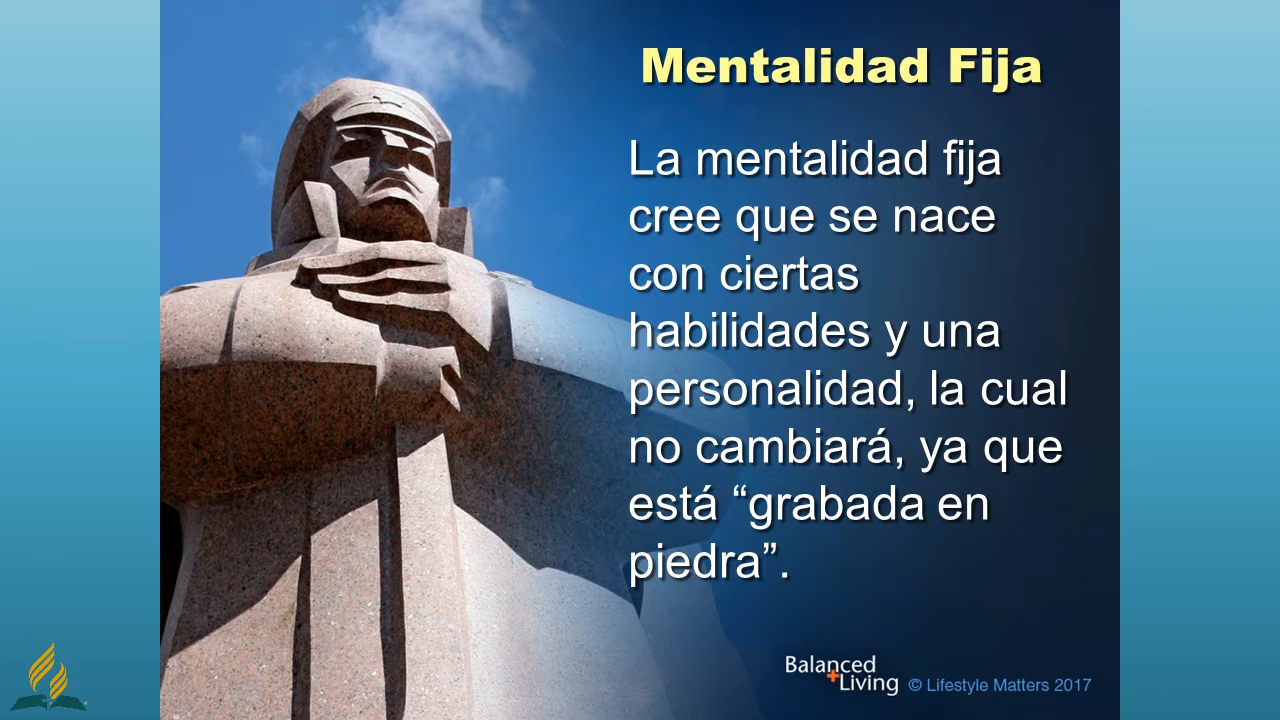 Mentalidad Fija
La mentalidad fija
cree que se nace
con ciertas
habilidades y una
personalidad, la cual
no cambiará, ya que
está “grabada en
piedra”.
Balanced
+Living © Lifestyle Matters 2017